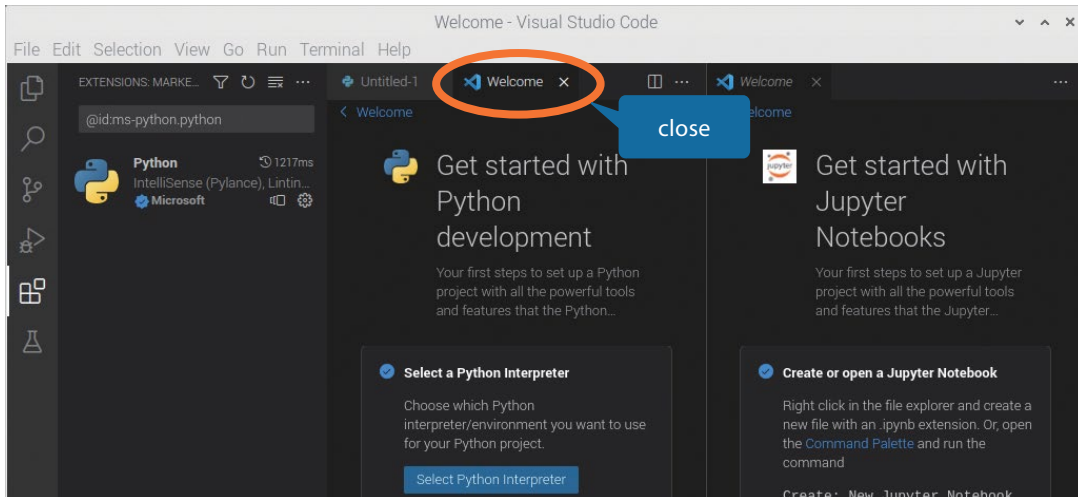 Welcome - Visual Studio Code
File Edit Selection View Go Run Terminal Help
EXTENSIONS: MARKE...
@id:ms-python.python
Python 1217ms
IntelliSense (Pylance), Lintin...
Microsoft
Untitled-1 Welcome
Welcome
close
Get started with
Python
development
Your first steps to set up a Python
project with all the powerful tools
and features that the Python...
Select a Python Interpreter
Choose which Python
interpreter/environment you want to use
for your Python project.
Select Python Interpreter
Welcome
elcome
jupyter
Get started with
Jupyter
Notebooks
Your first steps to set up a Jupyter
project with all the powerful tools
and features that the Jupyter...
Create or open a Jupyter Notebook
Right click in the file explorer and create a
new file with an .ipynb extension. Or, open
the Command Palette and run the
command
Create: New Jupyter Notebook